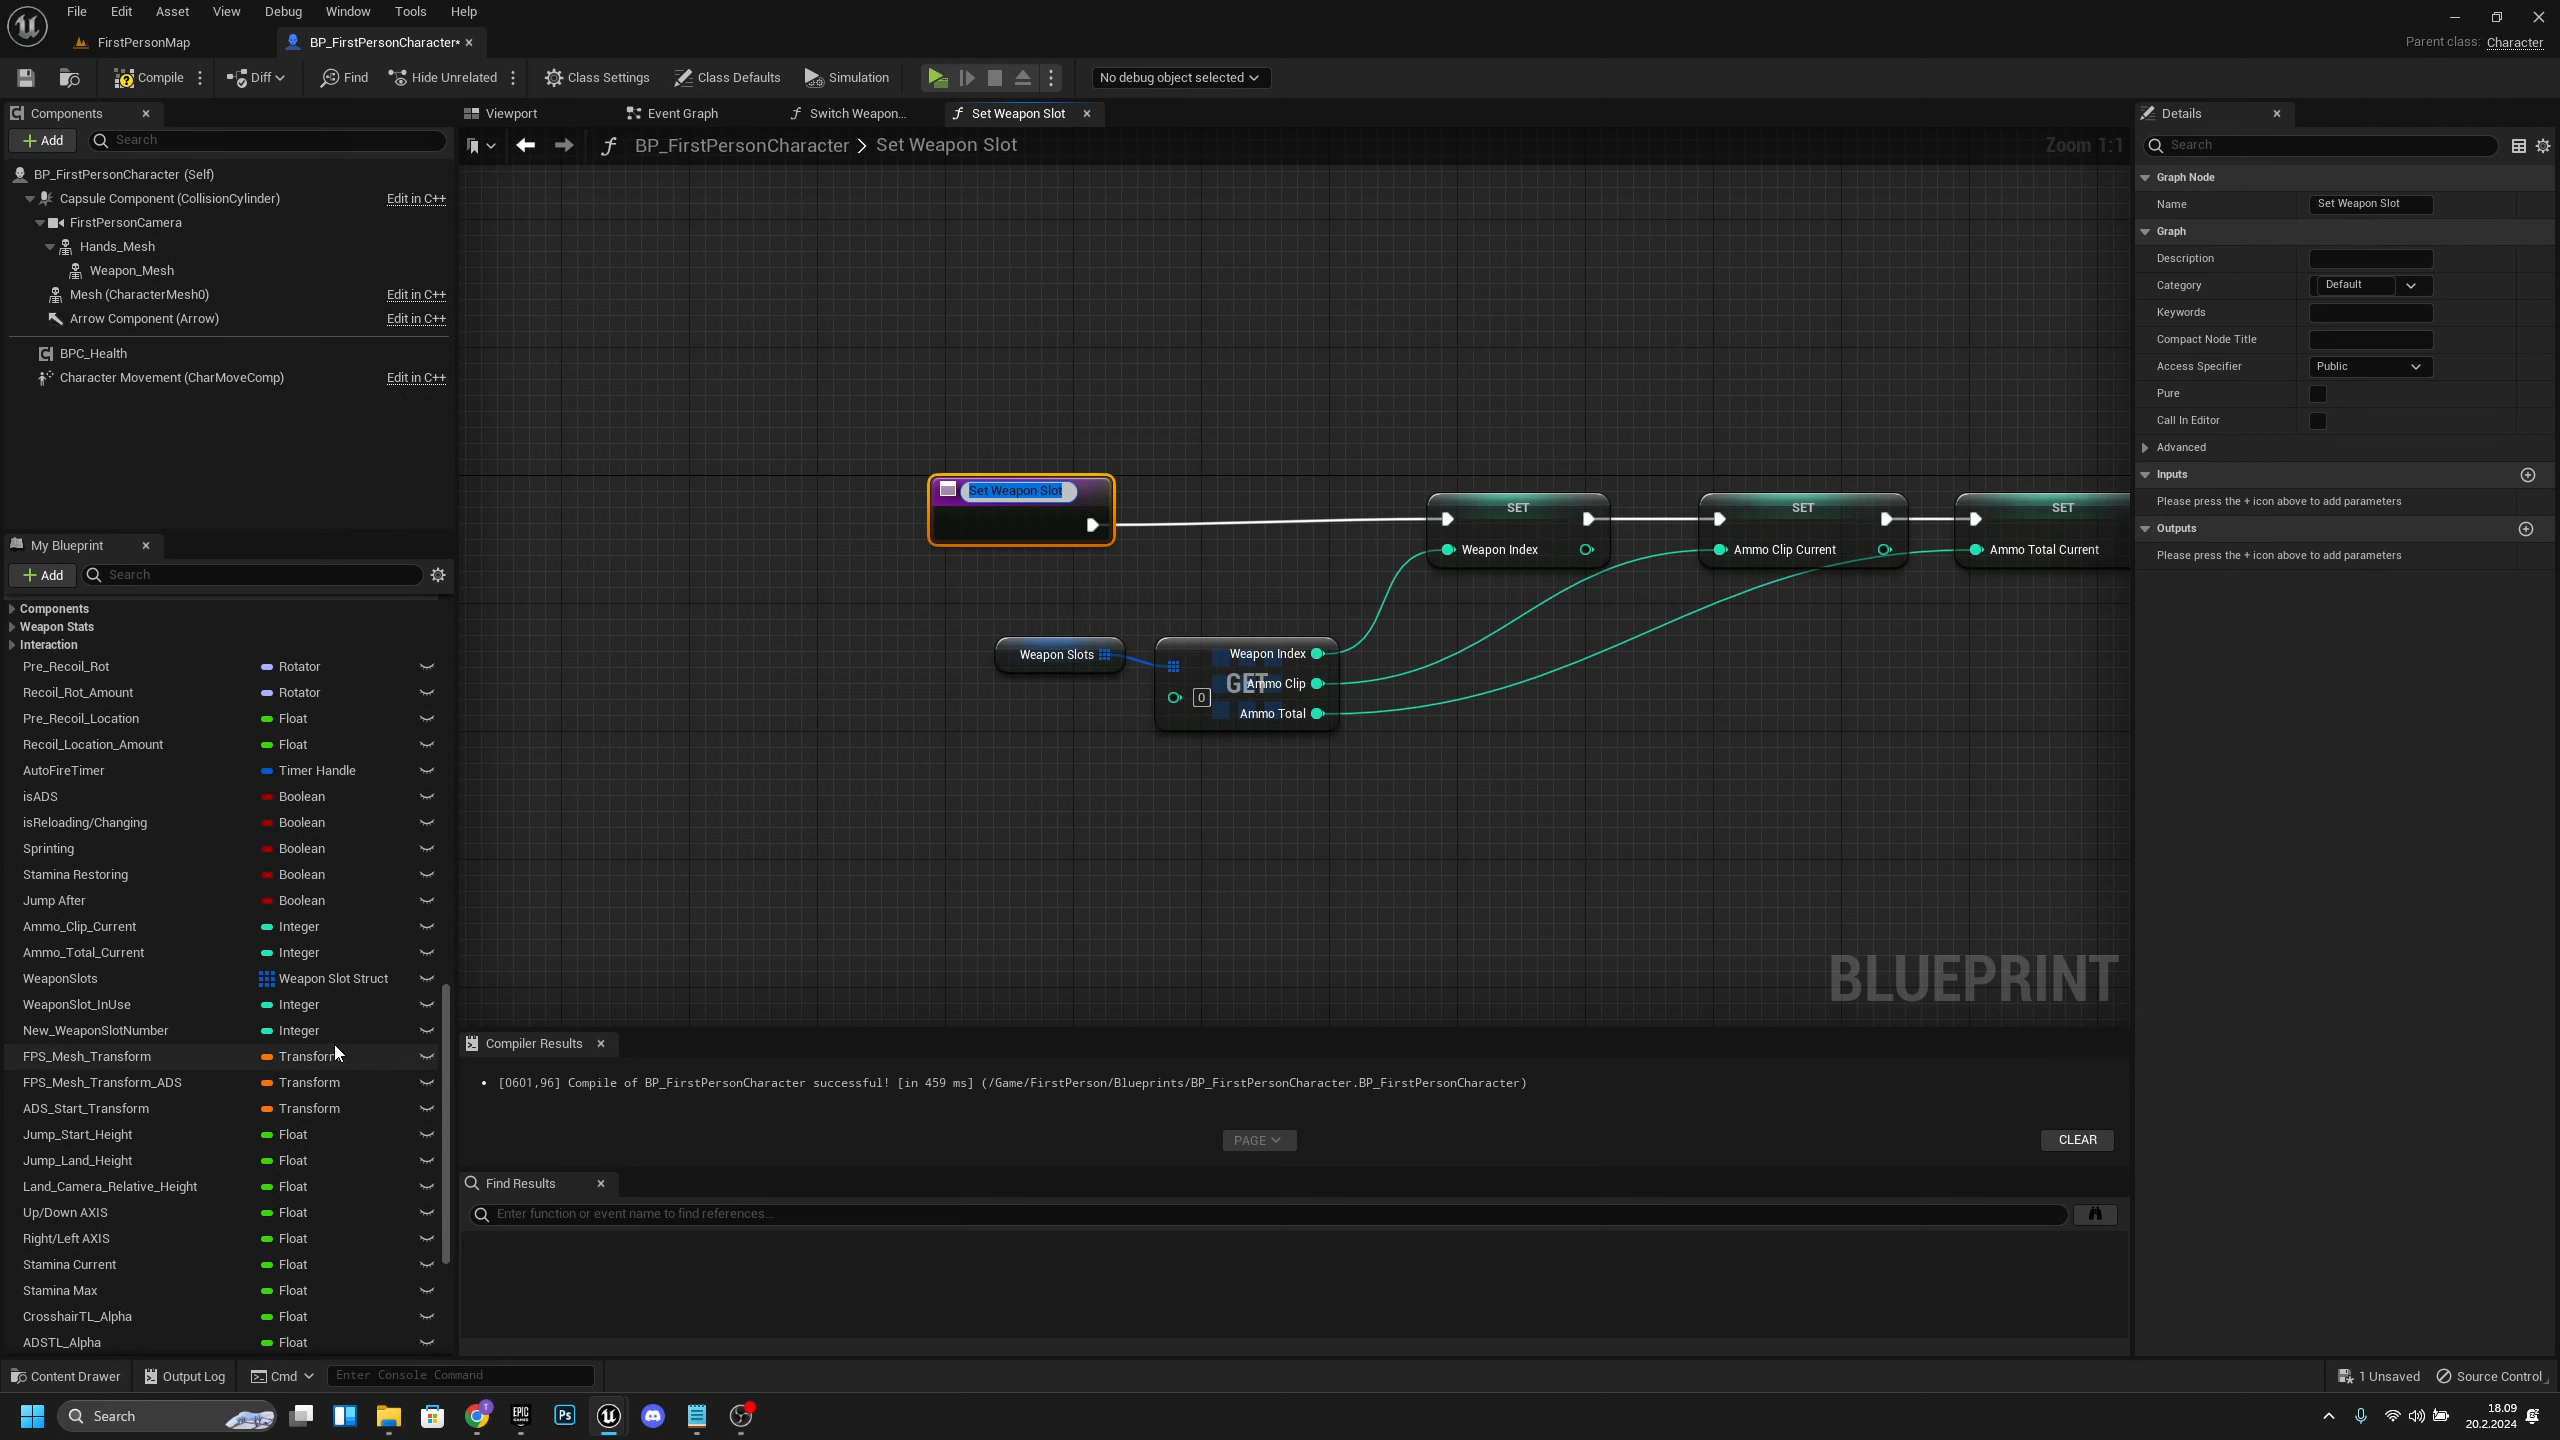 File Edit Asset View Debug Window Tools Help
FirstPersonMap
BP_FirstPersonCharacter*
Parent class: Character
Compile
Diff
Find
Hide Unrelated
Class Settings
Class Defaults
Simulation
No debug object selected
Components
Viewport
Event Graph
Switch Weapon...
Set Weapon Slot
Details
Add
Search
BP_FirstPersonCharacter > Set Weapon Slot
Zoom 1:1
Search
BP_FirstPersonCharacter (Self)
Capsule Component (CollisionCylinder) Edit in C++
FirstPersonCamera
Hands_Mesh
Weapon_Mesh
Mesh (CharacterMesh0) Edit in C++
Arrow Component (Arrow) Edit in C++
BPC_Health
Character Movement (CharMoveComp) Edit in C++
My Blueprint
Add
Search
Components
Weapon Stats
Interaction
Pre_Recoil_Rot Rotator
Recoil_Rot_Amount Rotator
Pre_Recoil_Location Float
Recoil_Location_Amount Float
AutoFireTimer Timer Handle
isADS Boolean
isReloading/Changing Boolean
Sprinting Boolean
Stamina Restoring Boolean
Jump After Boolean
Ammo_Clip_Current Integer
Ammo_Total_Current Integer
WeaponSlots Weapon Slot Struct
WeaponSlot_InUse Integer
New_WeaponSlotNumber Integer
FPS_Mesh_Transform Transform
FPS_Mesh_Transform_ADS Transform
ADS_Start_Transform Transform
Jump_Start_Height Float
Jump_Land_Height Float
Land_Camera_Relative_Height Float
Up/Down AXIS Float
Right/Left AXIS Float
Stamina Current Float
Stamina Max Float
CrosshairTL_Alpha Float
ADSTL_Alpha Float
Set Weapon Slot
SET
Weapon Index
SET
Ammo Clip Current
SET
Ammo Total Current
Weapon Slots
GET
0
Weapon Index
Ammo Clip
Ammo Total
BLUEPRINT
Compiler Results
[0601,96] Compile of BP_FirstPersonCharacter successful! [in 459 ms] (/Game/FirstPerson/Blueprints/BP_FirstPersonCharacter.BP_FirstPersonCharacter)
PAGE
CLEAR
Find Results
Enter function or event name to find references...
Graph Node
Name Set Weapon Slot
Graph
Description
Category Default
Keywords
Compact Node Title
Access Specifier Public
Pure
Call In Editor
Advanced
Inputs
Please press the + icon above to add parameters
Outputs
Please press the + icon above to add parameters
Content Drawer
Output Log
Cmd
Enter Console Command
1 Unsaved
Source Control
Search
T
EPIC GAMES
Ps
18.09
20.2.2024